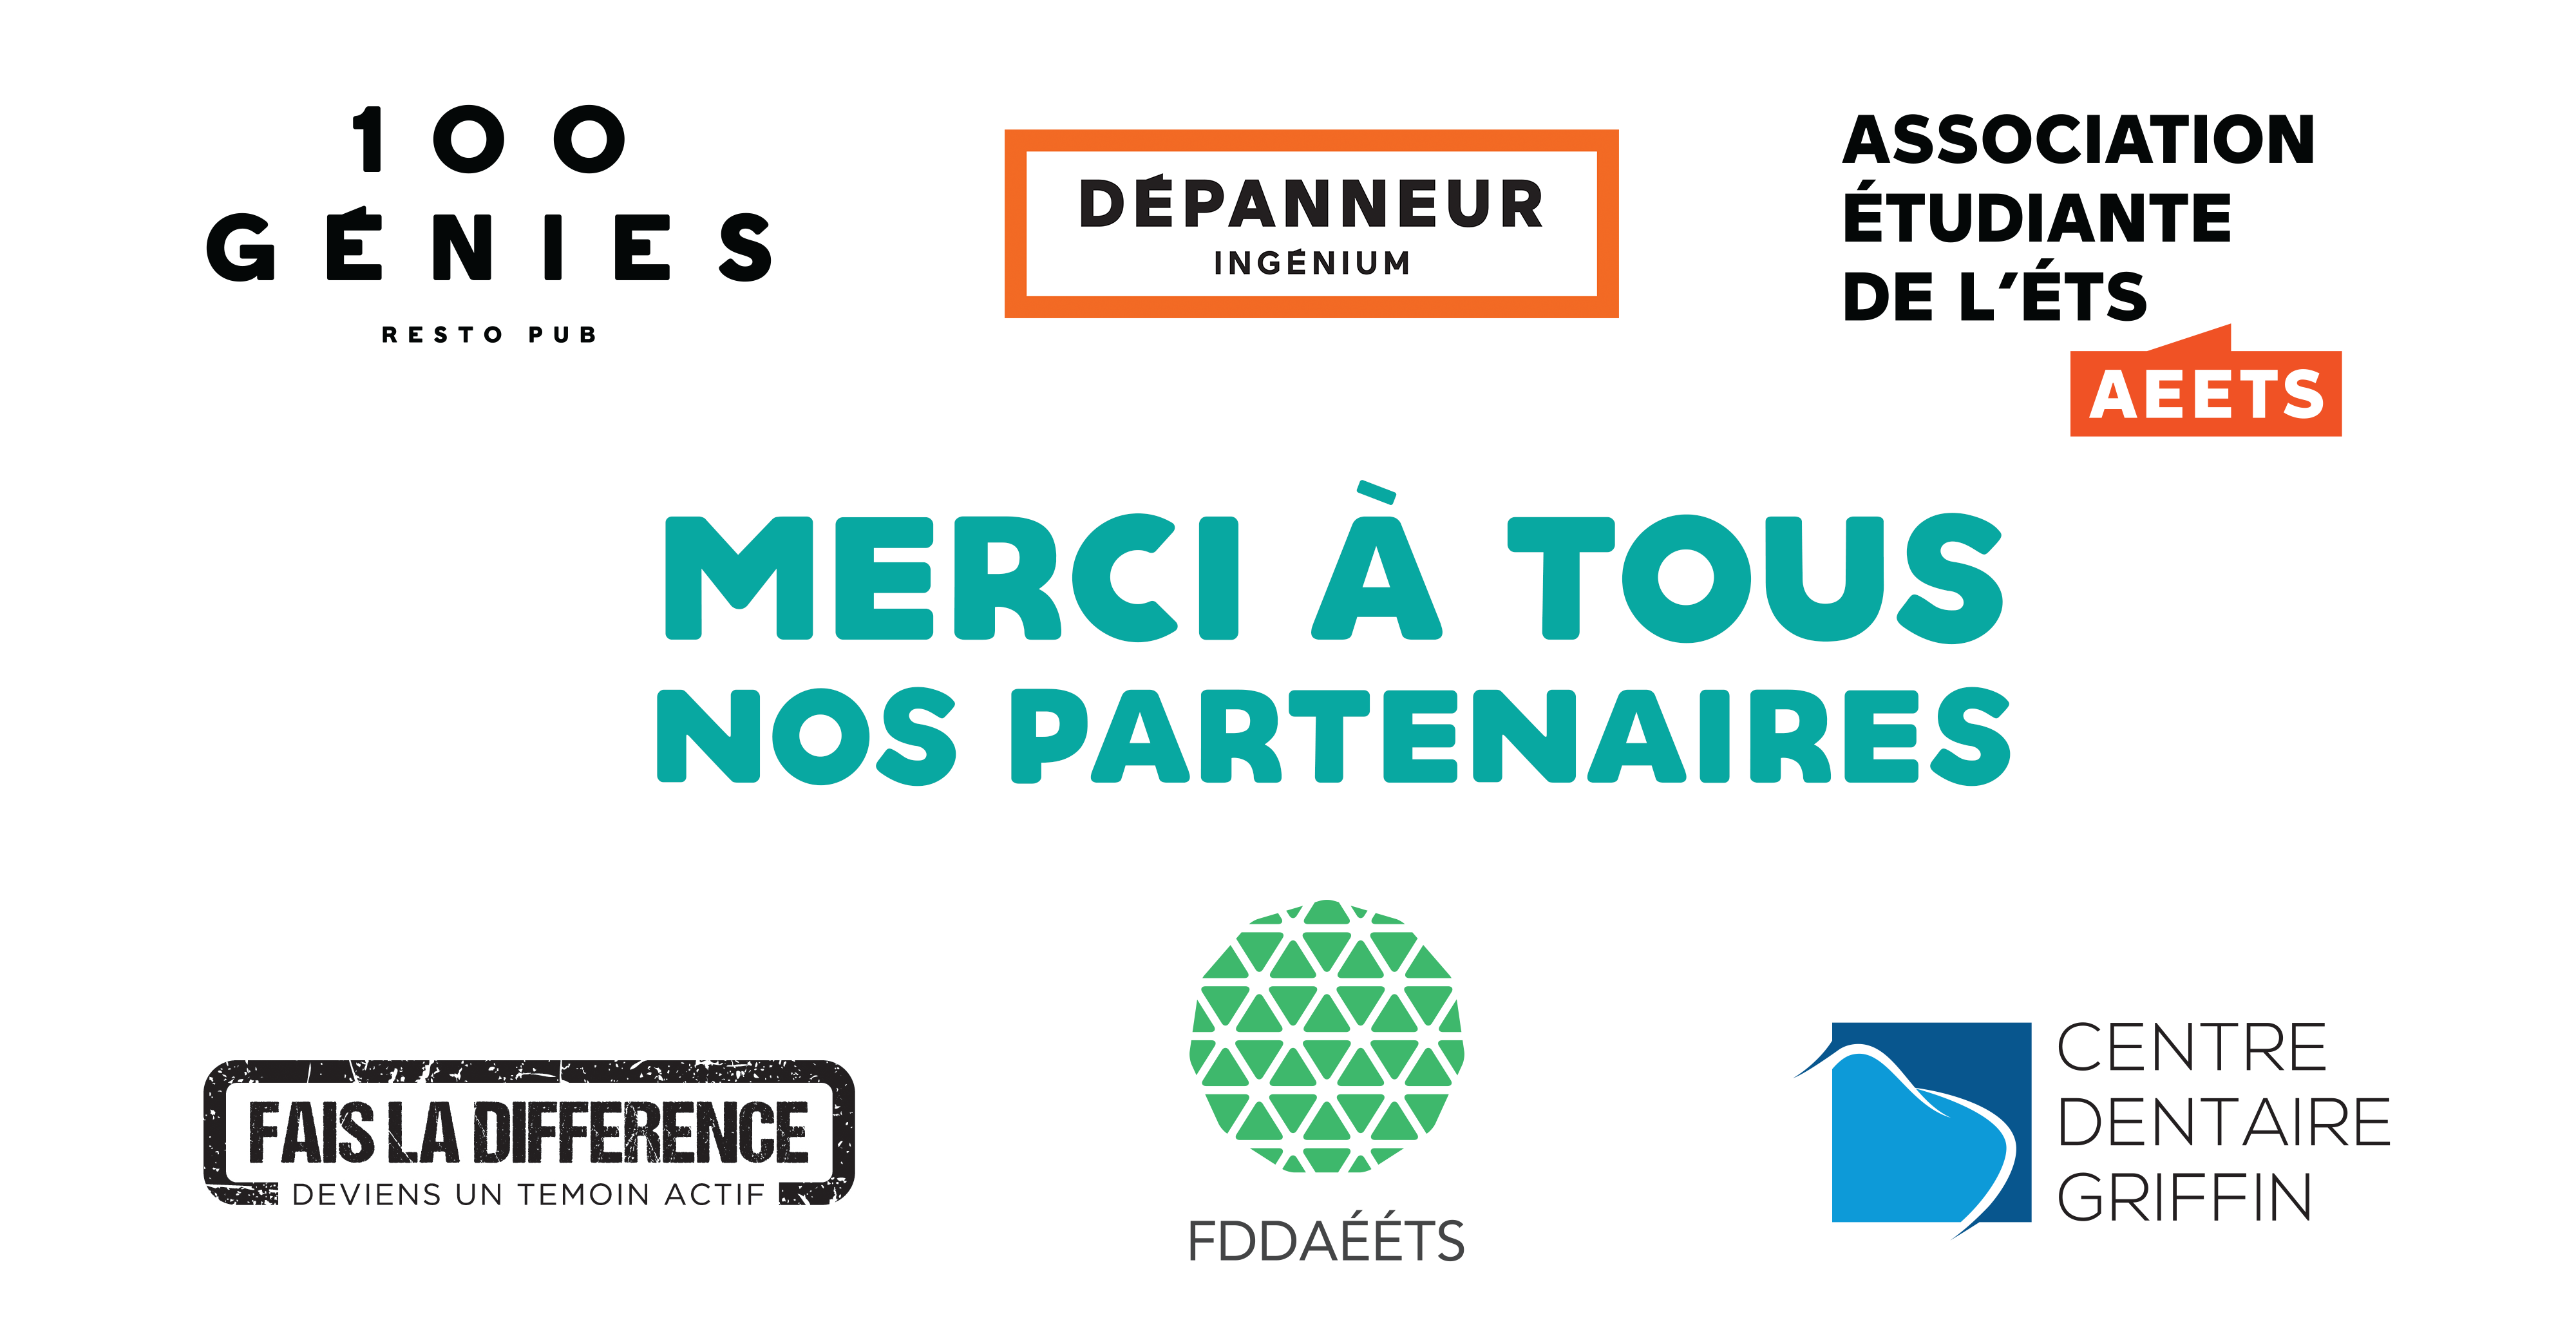 100
GÉNIES
RESTO PUB
DÉPANNEUR
INGÉNIUM
ASSOCIATION
ÉTUDIANTE
DE L'ÉTS
AÉETS
MERCI À TOUS
NOS PARTENAIRES
FAIS LA DIFFERENCE
DEVIENS UN TEMOIN ACTIF
FDDAÉÉTS
CENTRE
DENTAIRE
GRIFFIN